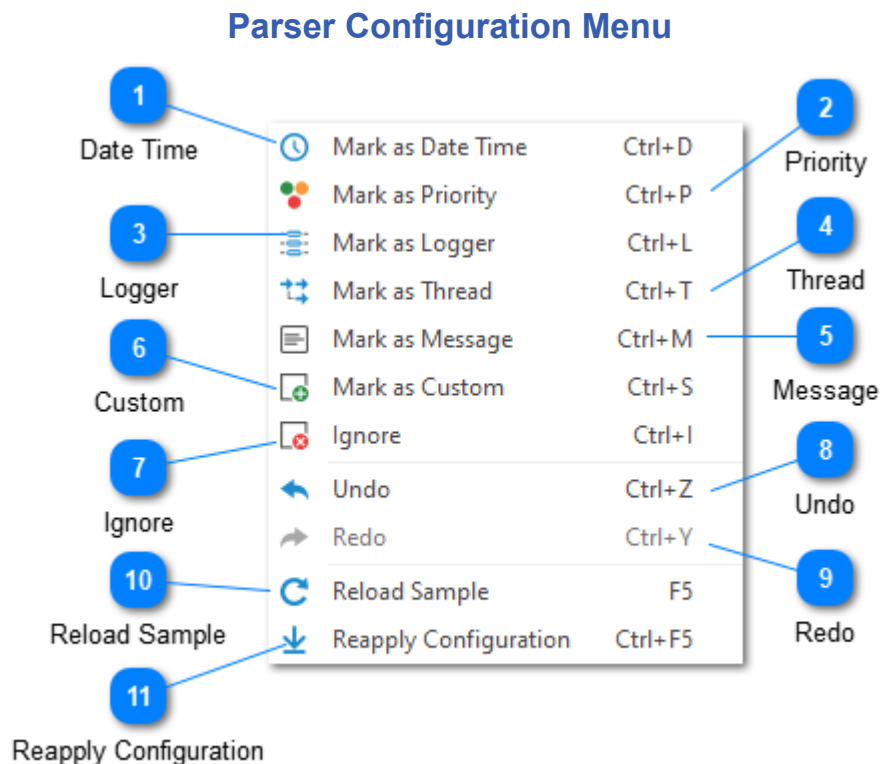 Parser Configuration Menu
1
Date Time
2
Priority
3
Logger
4
Thread
5
Message
6
Custom
7
Ignore
8
Undo
9
Redo
10
Reload Sample
11
Reapply Configuration
Mark as Date Time Ctrl+D
Mark as Priority Ctrl+P
Mark as Logger Ctrl+L
Mark as Thread Ctrl+T
Mark as Message Ctrl+M
Mark as Custom Ctrl+S
Ignore Ctrl+I
Undo Ctrl+Z
Redo Ctrl+Y
Reload Sample F5
Reapply Configuration Ctrl+F5